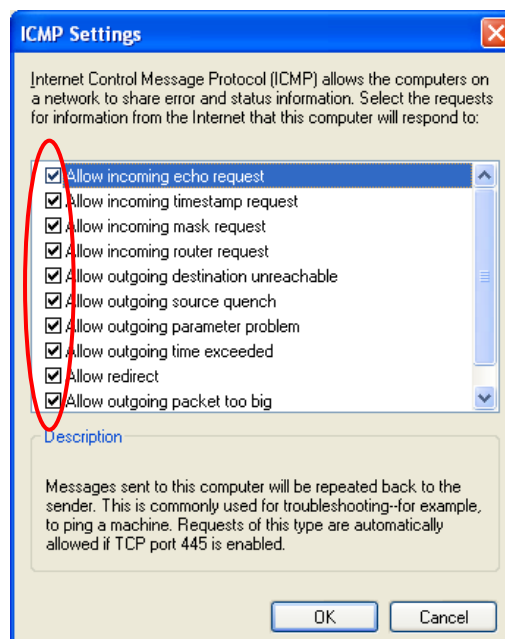 ICMP Settings
Internet Control Message Protocol (ICMP) allows the computers on
a network to share error and status information. Select the requests
for information from the Internet that this computer will respond to:
Allow incoming echo request
Allow incoming timestamp request
Allow incoming mask request
Allow incoming router request
Allow outgoing destination unreachable
Allow outgoing source quench
Allow outgoing parameter problem
Allow outgoing time exceeded
Allow redirect
Allow outgoing packet too big
Description
Messages sent to this computer will be repeated back to the
sender. This is commonly used for troubleshooting--for example,
to ping a machine. Requests of this type are automatically
allowed if TCP port 445 is enabled.
OK
Cancel